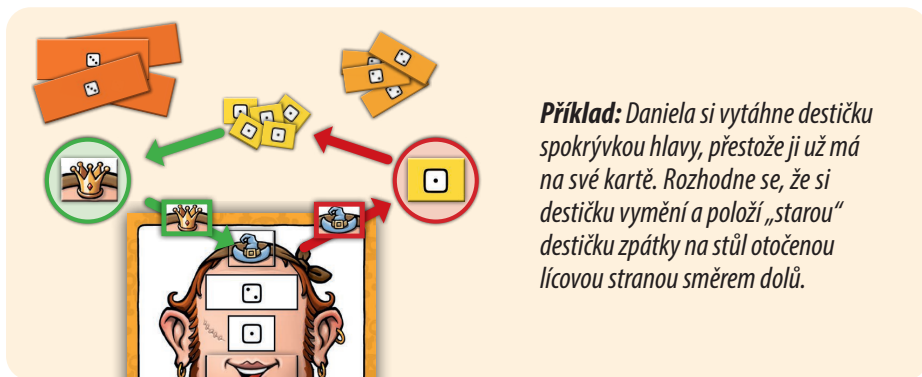 Příklad: Daniela si vytáhne destičku
spokrývkou hlavy, přestože ji už má
na své kartě. Rozhodne se, že si
destičku vymění a položí „starou“
destičku zpátky na stůl otočenou
lícovou stranou směrem dolů.